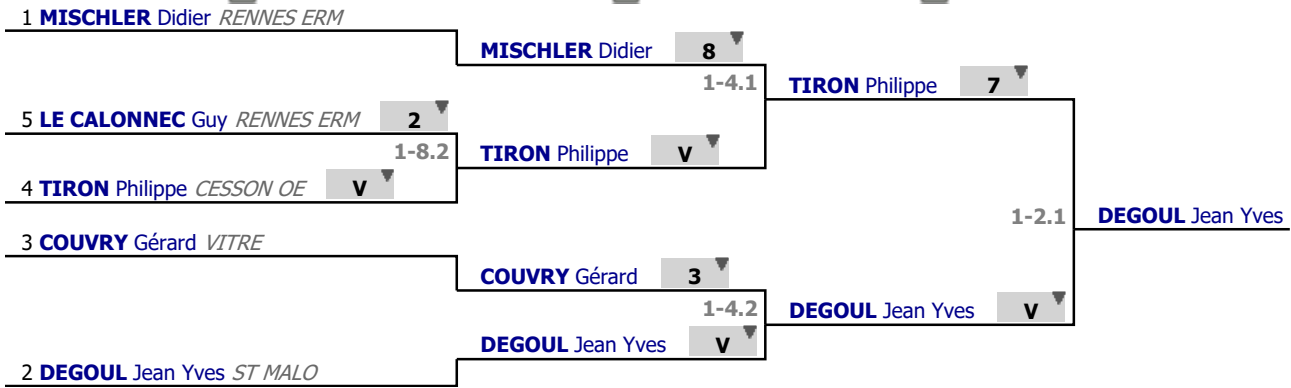 1 MISCHLER Didier RENNES ERM
MISCHLER Didier 8
1-4.1
TIRON Philippe 7
5 LE CALONNEC Guy RENNES ERM 2
1-8.2
TIRON Philippe V
4 TIRON Philippe CESSON OE V
1-2.1
DEGOUL Jean Yves
3 COUVRY Gérard VITRE
COUVRY Gérard 3
1-4.2
DEGOUL Jean Yves V
DEGOUL Jean Yves V
2 DEGOUL Jean Yves ST MALO